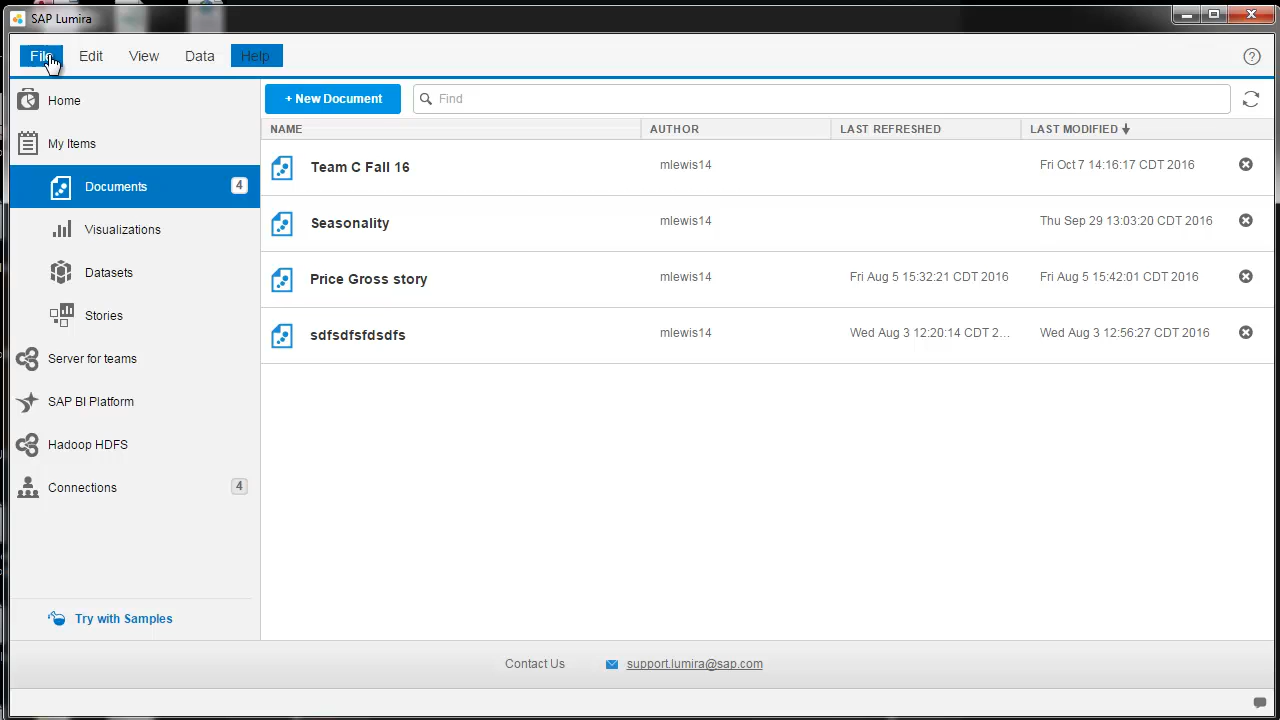 SAP Lumira
File Edit View Data Help
Home
My Items
Documents 4
Visualizations
Datasets
Stories
Server for teams
SAP BI Platform
Hadoop HDFS
Connections 4
Try with Samples
+ New Document Find
NAME AUTHOR LAST REFRESHED LAST MODIFIED
Team C Fall 16 mlewis14 Fri Oct 7 14:16:17 CDT 2016
Seasonality mlewis14 Thu Sep 29 13:03:20 CDT 2016
Price Gross story mlewis14 Fri Aug 5 15:32:21 CDT 2016 Fri Aug 5 15:42:01 CDT 2016
sdfsdfsfdsdfs mlewis14 Wed Aug 3 12:20:14 CDT 2... Wed Aug 3 12:56:27 CDT 2016
Contact Us support.lumira@sap.com